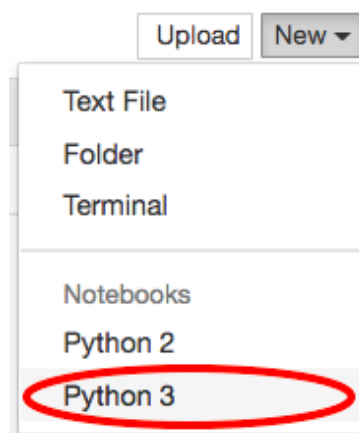 Upload New
Text File
Folder
Terminal
Notebooks
Python 2
Python 3